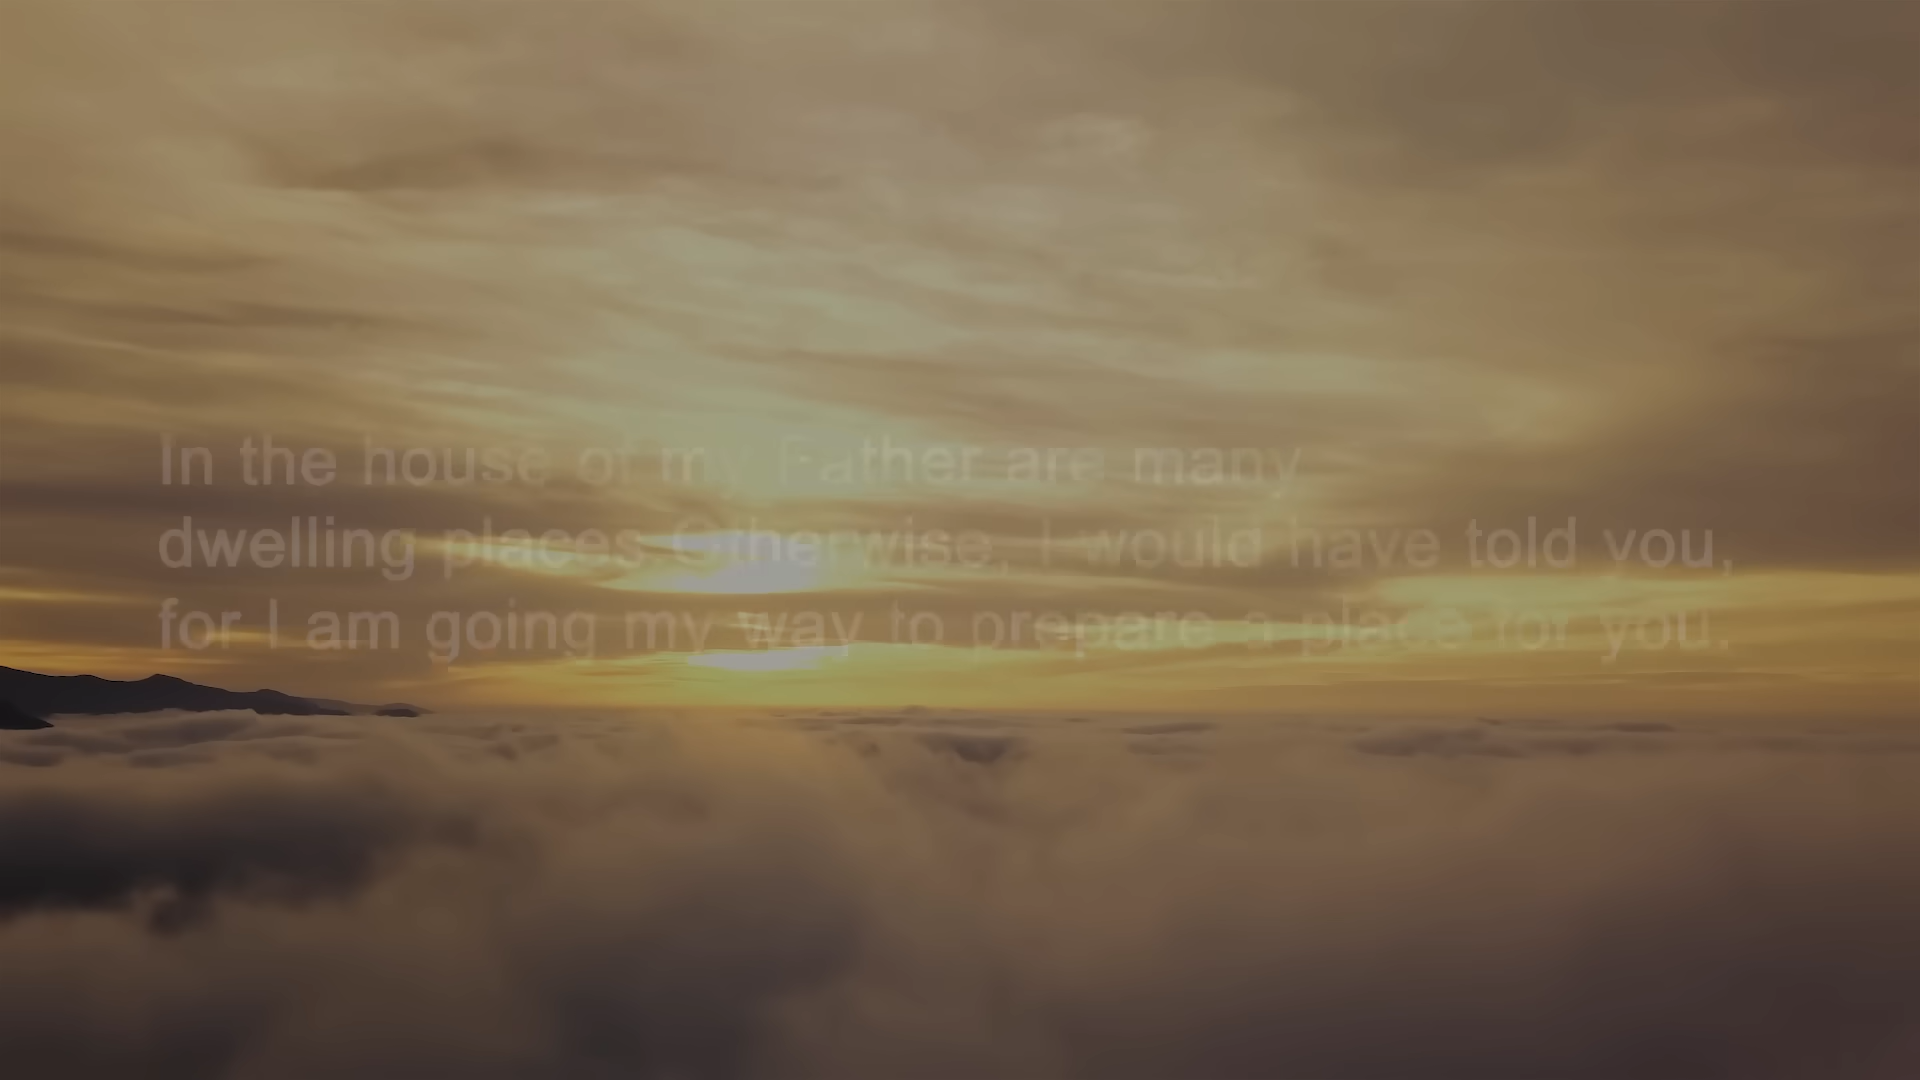 In the house of my Father are many
dwelling places Otherwise, I would have told you,
for I am going my way to prepare a place for you.